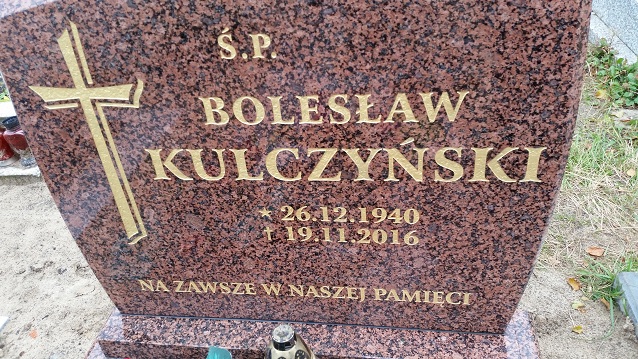 Ś.P.
BOLESŁAW
KULCZYŃSKI
* 26.12.1940
† 19.11.2016
NA ZAWSZE W NASZEJ PAMIĘCI